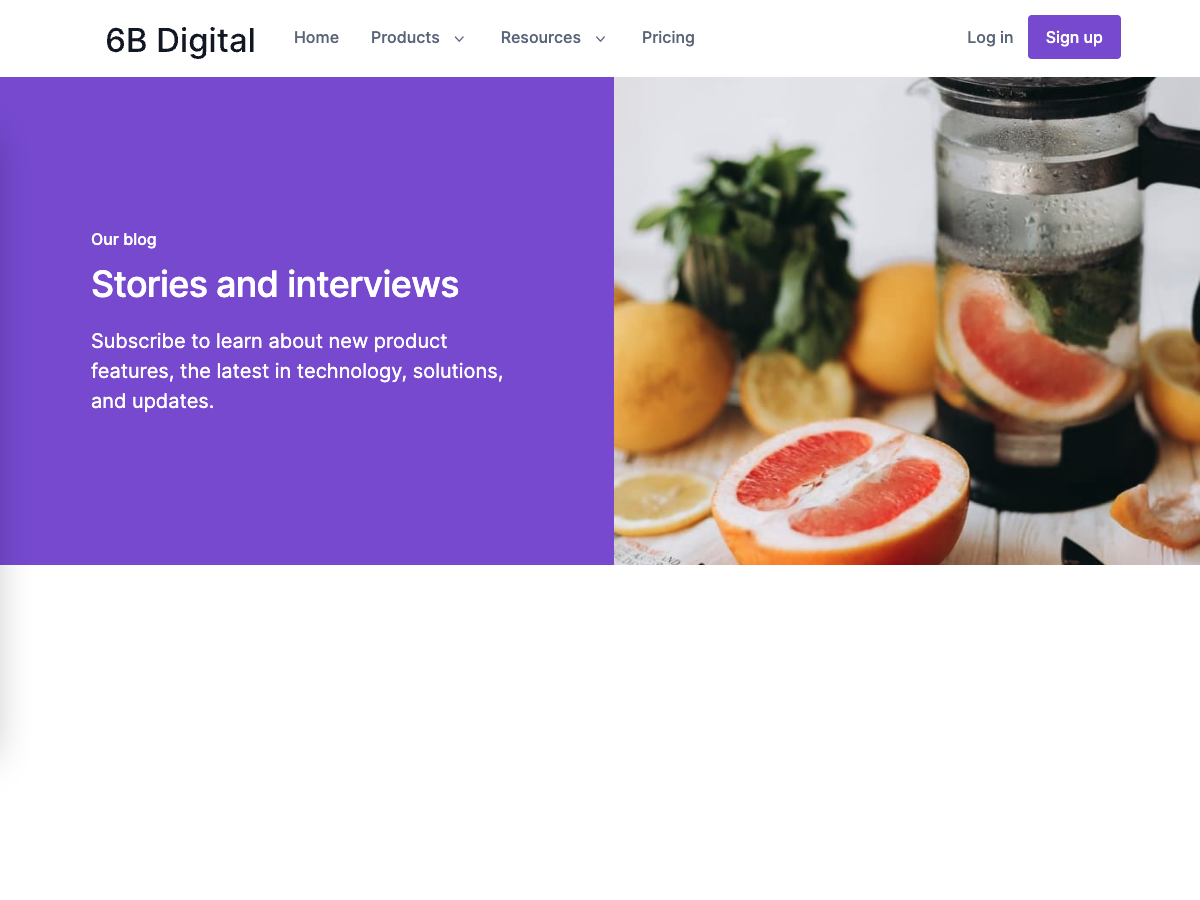 6B Digital
Home
Products
Resources
Pricing
Log in
Sign up
Our blog
Stories and interviews
Subscribe to learn about new product
features, the latest in technology, solutions,
and updates.